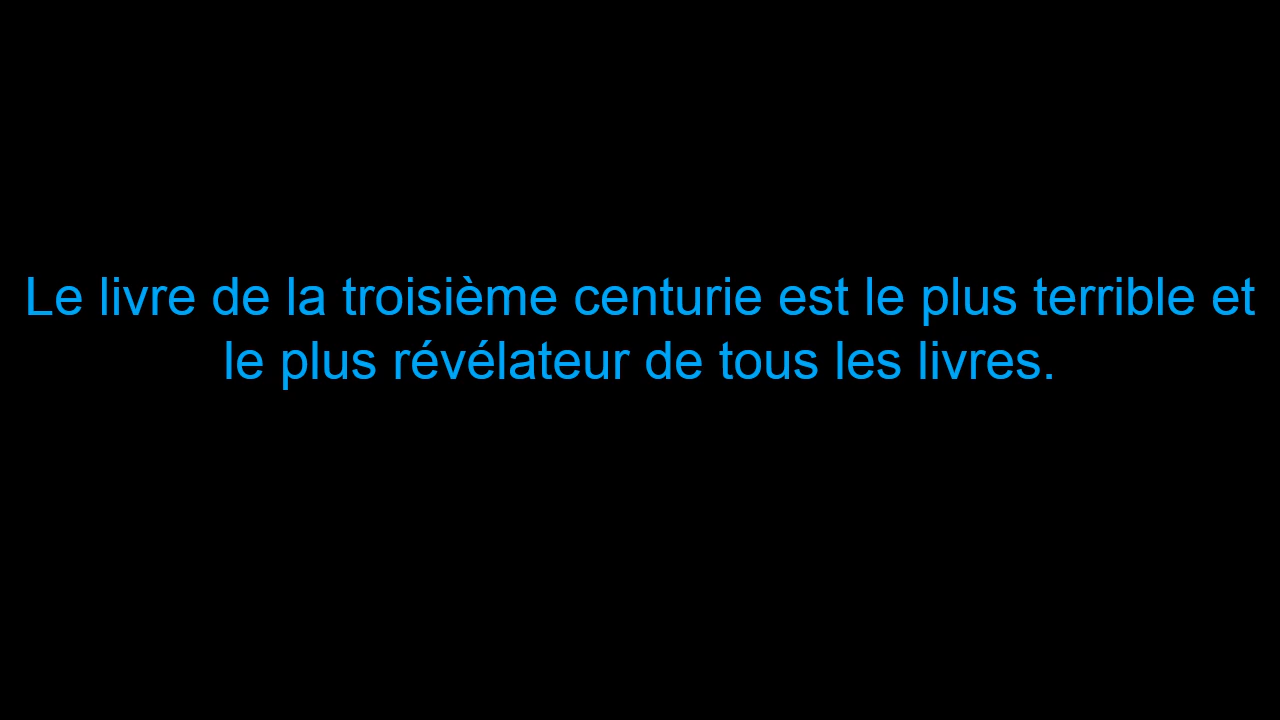 Le livre de la troisième centurie est le plus terrible et
le plus révélateur de tous les livres.